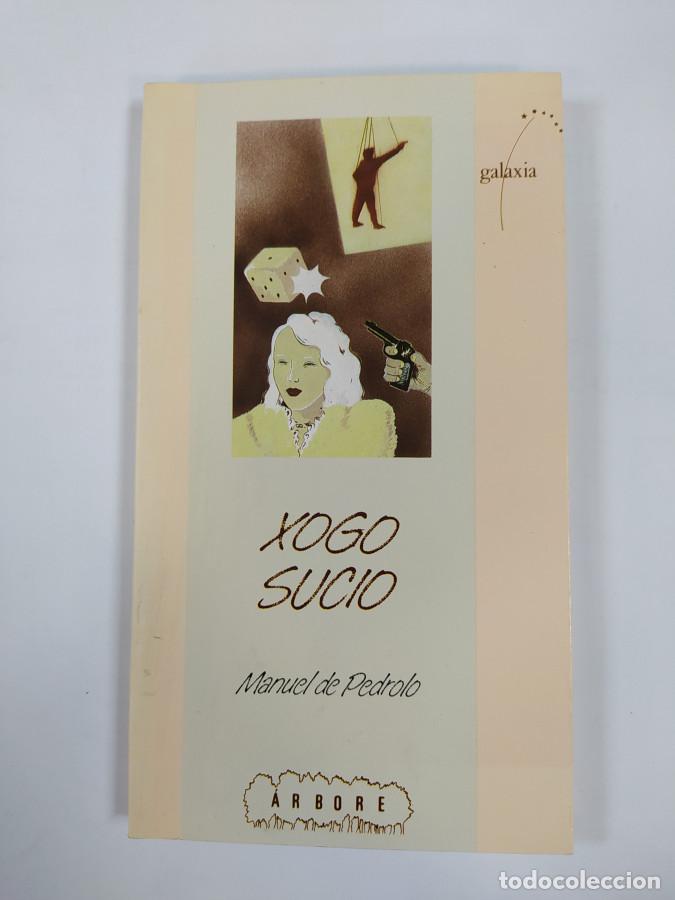 galaxia
XOGO
SUCIO
Manuel de Pedrolo
ÁRBORE
todocoleccion